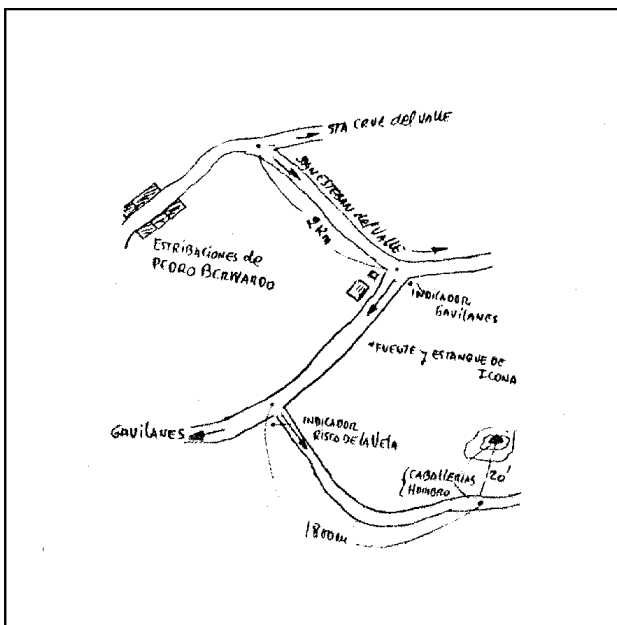 STA CRUZ del VALLE
SAN ESTEBAN del VALLE
2 Km
ESTRIBACIONES de
PEDRO BERNARDO
INDICADOR
GAVILANES
FUENTE y ESTANQUE DE
ICONA
GAVILANES
INDICADOR
RISCO DE LA VELA
CABALLERIAS
HOMBRO
20'
1800m